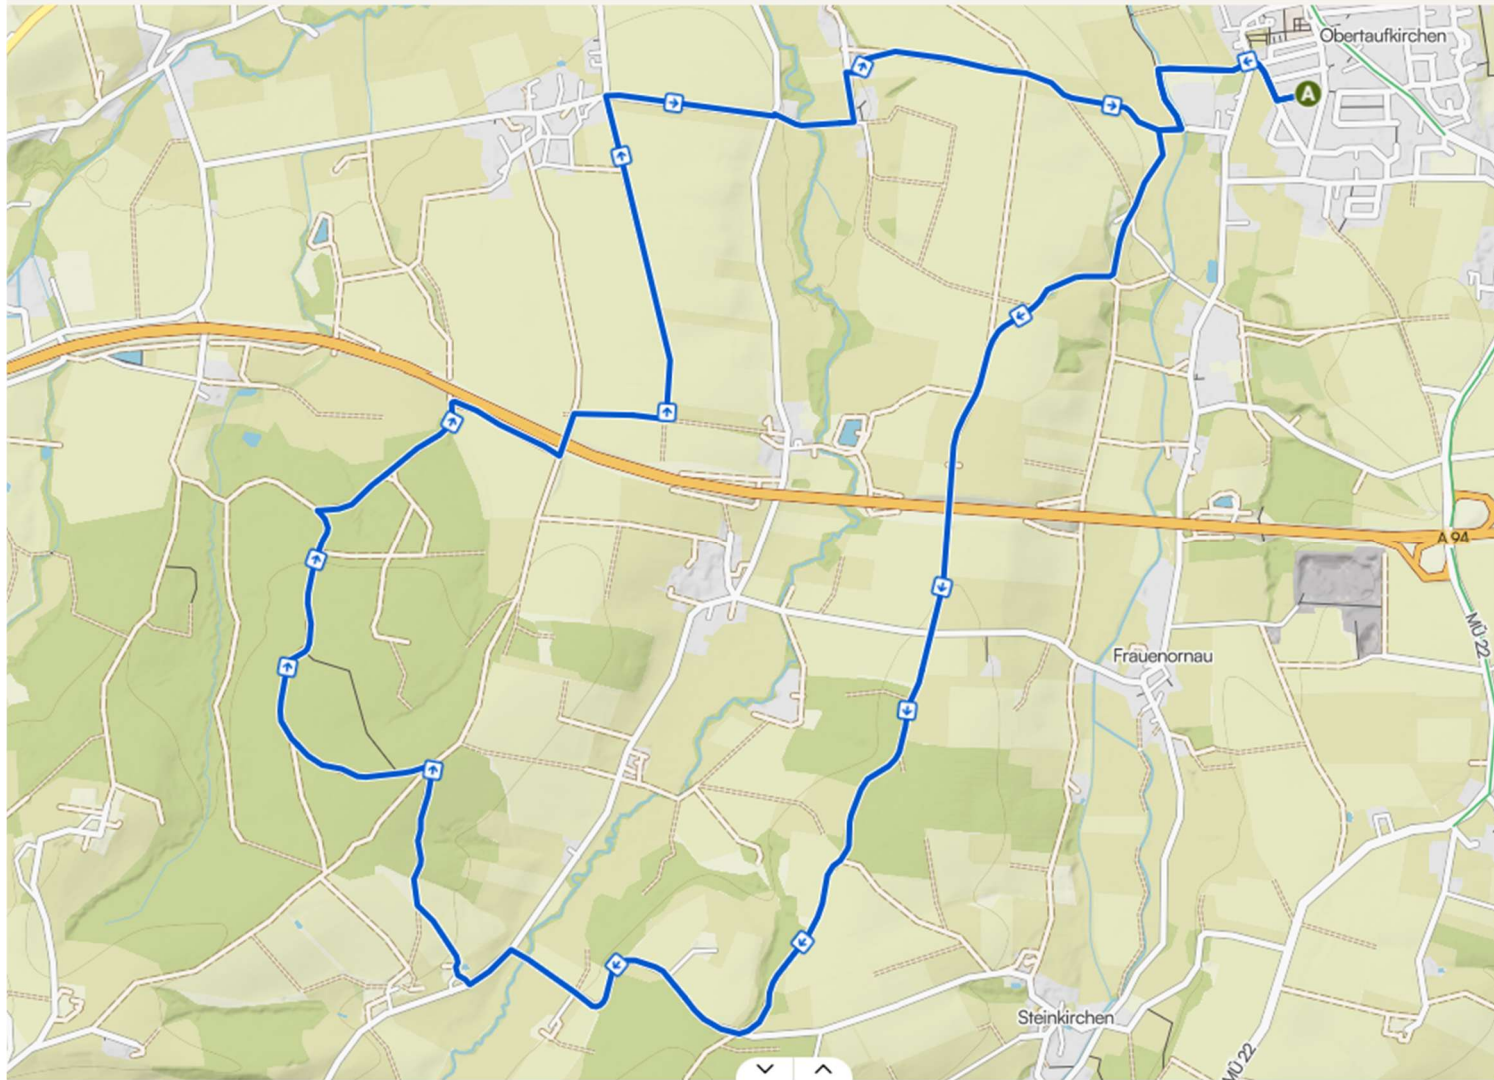 Obertaufkirchen
A
A 94
MÜ 22
Frauenornau
Steinkirchen
MÜ 22